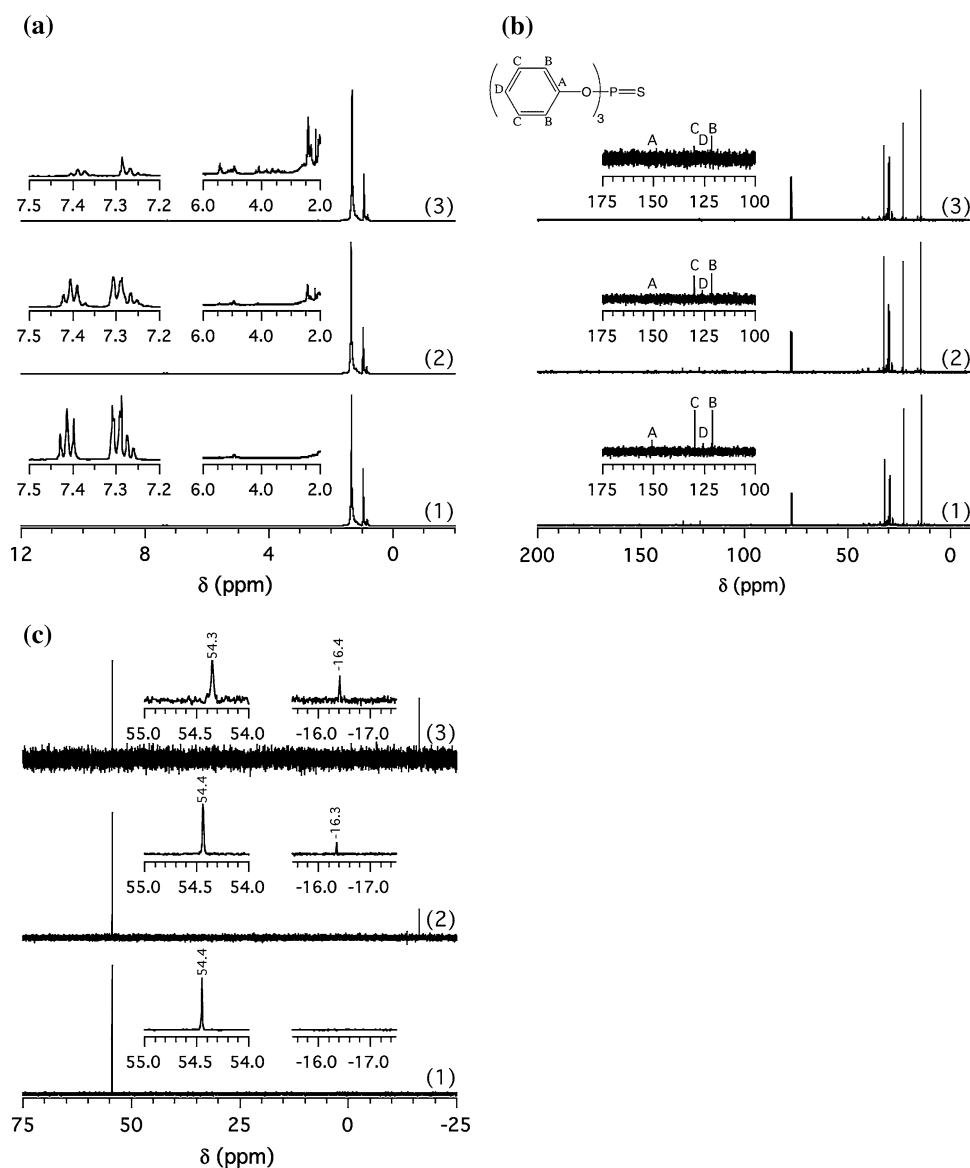 (a)
7.5 7.4 7.3 7.2 6.0 4.0 2.0 (3)
7.5 7.4 7.3 7.2 6.0 4.0 2.0 (2)
7.5 7.4 7.3 7.2 6.0 4.0 2.0 (1)
12 8 4 0
δ (ppm)
(b)
C B
D A O P S
C B 3
A C D B
175 150 125 100 (3)
A C D B
175 150 125 100 (2)
A C D B
175 150 125 100 (1)
200 150 100 50 0
δ (ppm)
(c)
54.3 -16.4
55.0 54.5 54.0 -16.0 -17.0 (3)
54.4 -16.3
55.0 54.5 54.0 -16.0 -17.0 (2)
54.4
55.0 54.5 54.0 -16.0 -17.0 (1)
75 50 25 0 -25
δ (ppm)